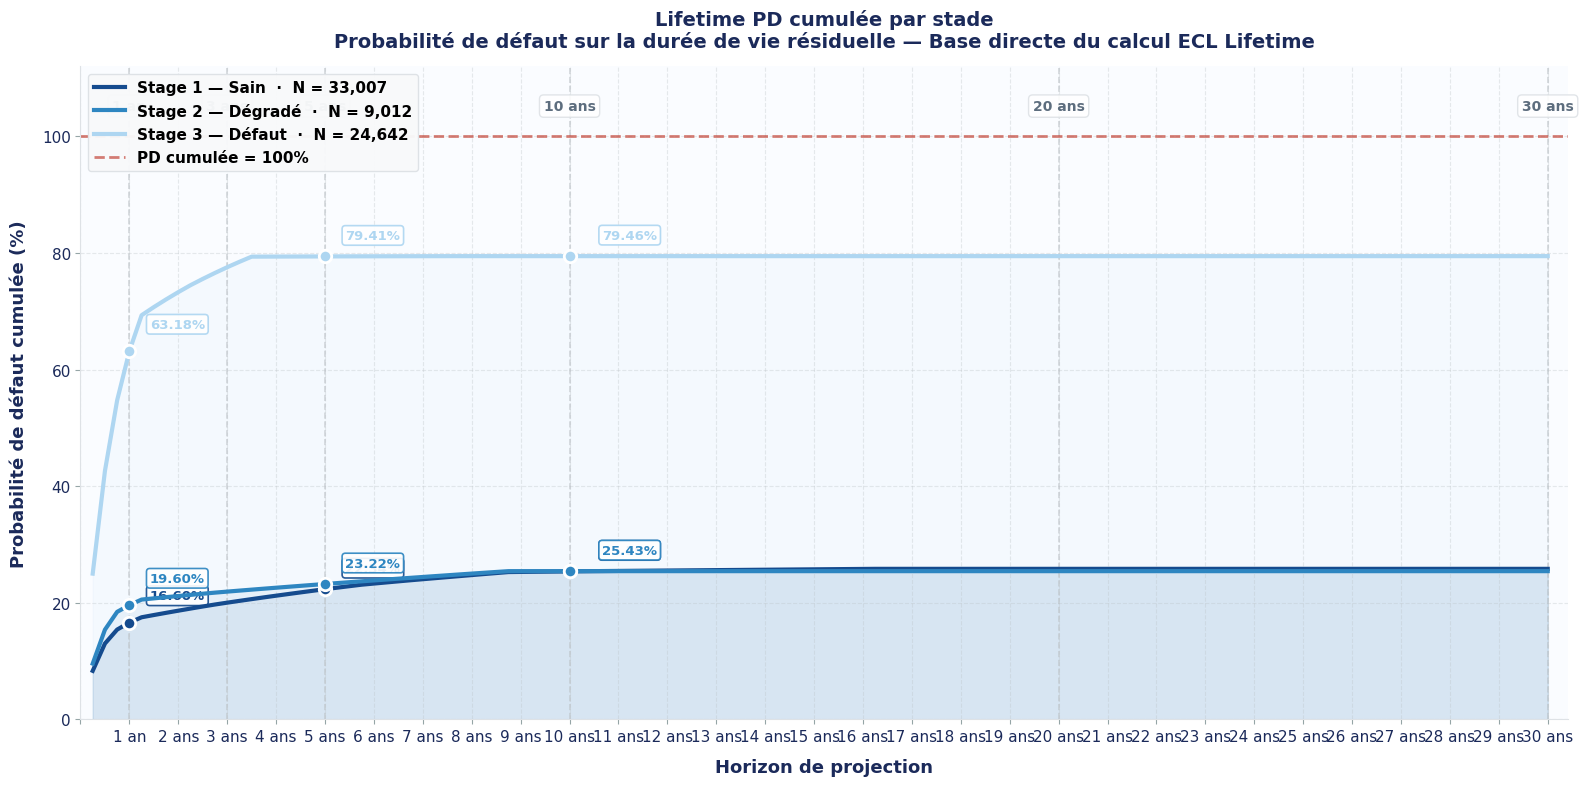 Lifetime PD cumulée par stade
Probabilité de défaut sur la durée de vie résiduelle — Base directe du calcul ECL Lifetime
Stage 1 — Sain · N = 33,007
Stage 2 — Dégradé · N = 9,012
Stage 3 — Défaut · N = 24,642
PD cumulée = 100%
10 ans
20 ans
30 ans
100
80
60
40
20
0
Probabilité de défaut cumulée (%)
79.41%
79.46%
63.18%
25.43%
23.22%
19.60%
16.60%
1 an 2 ans 3 ans 4 ans 5 ans 6 ans 7 ans 8 ans 9 ans 10 ans 11 ans 12 ans 13 ans 14 ans 15 ans 16 ans 17 ans 18 ans 19 ans 20 ans 21 ans 22 ans 23 ans 24 ans 25 ans 26 ans 27 ans 28 ans 29 ans 30 ans
Horizon de projection